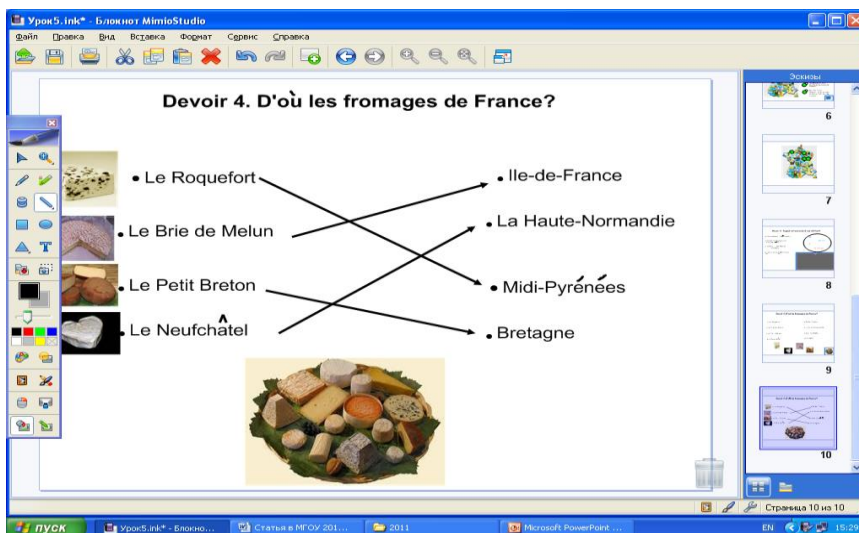 Урок5.ink* - Блокнот MimioStudio
Файл Правка Вид Вставка Формат Сервис Справка
Эскизы
Devoir 4. D'où les fromages de France?
• Le Roquefort
• Le Brie de Melun
• Le Petit Breton
• Le Neufchâtel
• Ile-de-France
• La Haute-Normandie
• Midi-Pyrénées
• Bretagne
6
7
8
9
10
Страница 10 из 10
пуск
Урок5.ink* - Блокно...
Статья в МГОУ 201...
2011
Microsoft PowerPoint ...
EN
15:29